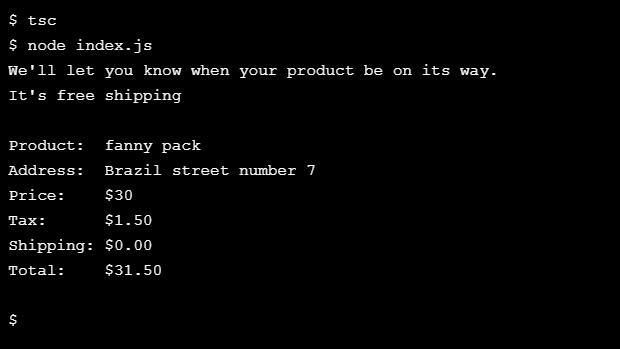 $ tsc
$ node index.js
We'll let you know when your product be on its way.
It's free shipping
Product: fanny pack
Address: Brazil street number 7
Price: $30
Tax: $1.50
Shipping: $0.00
Total: $31.50
$